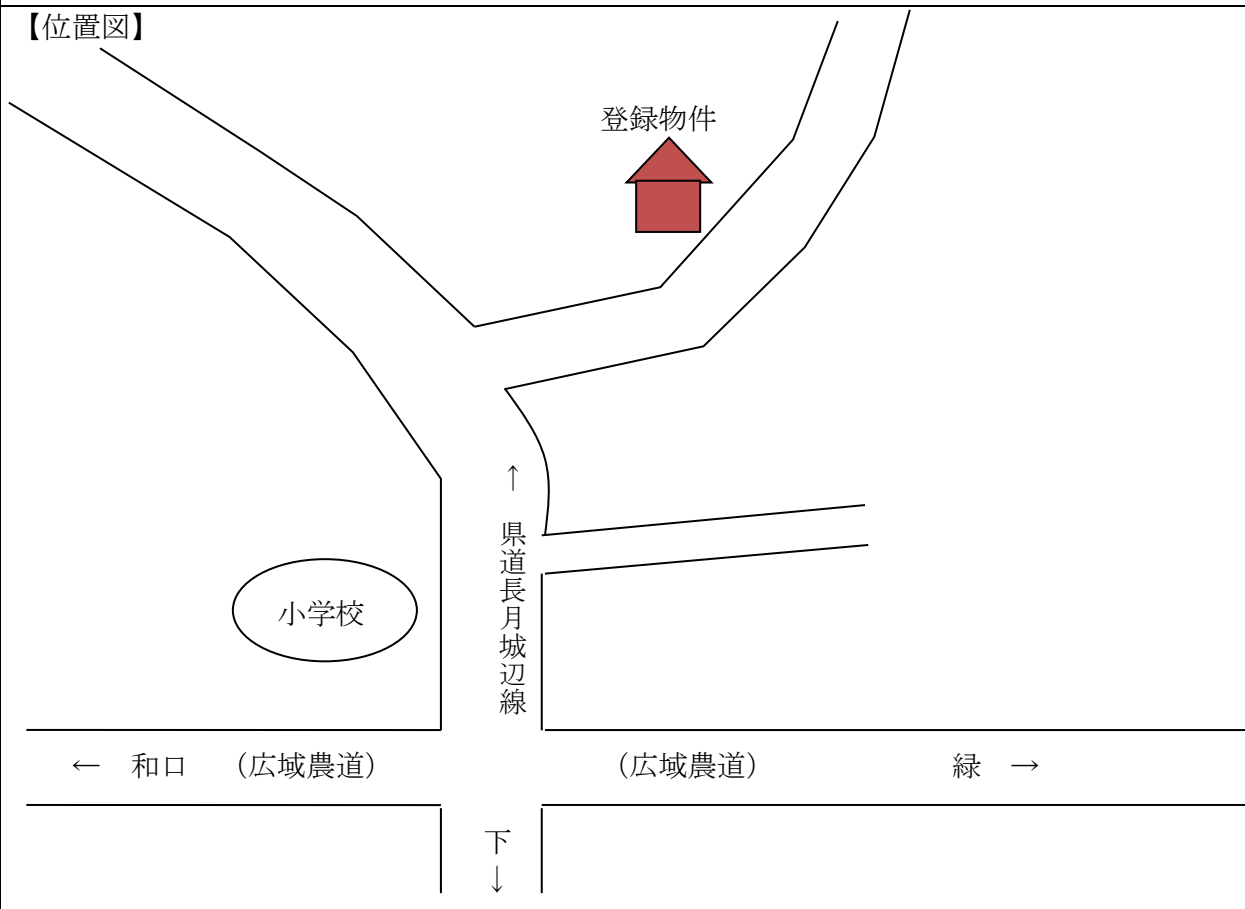 【位置図】
登録物件
↑ 県道長月城辺線
小学校
← 和口 （広域農道）
（広域農道）
緑 →
下
↓